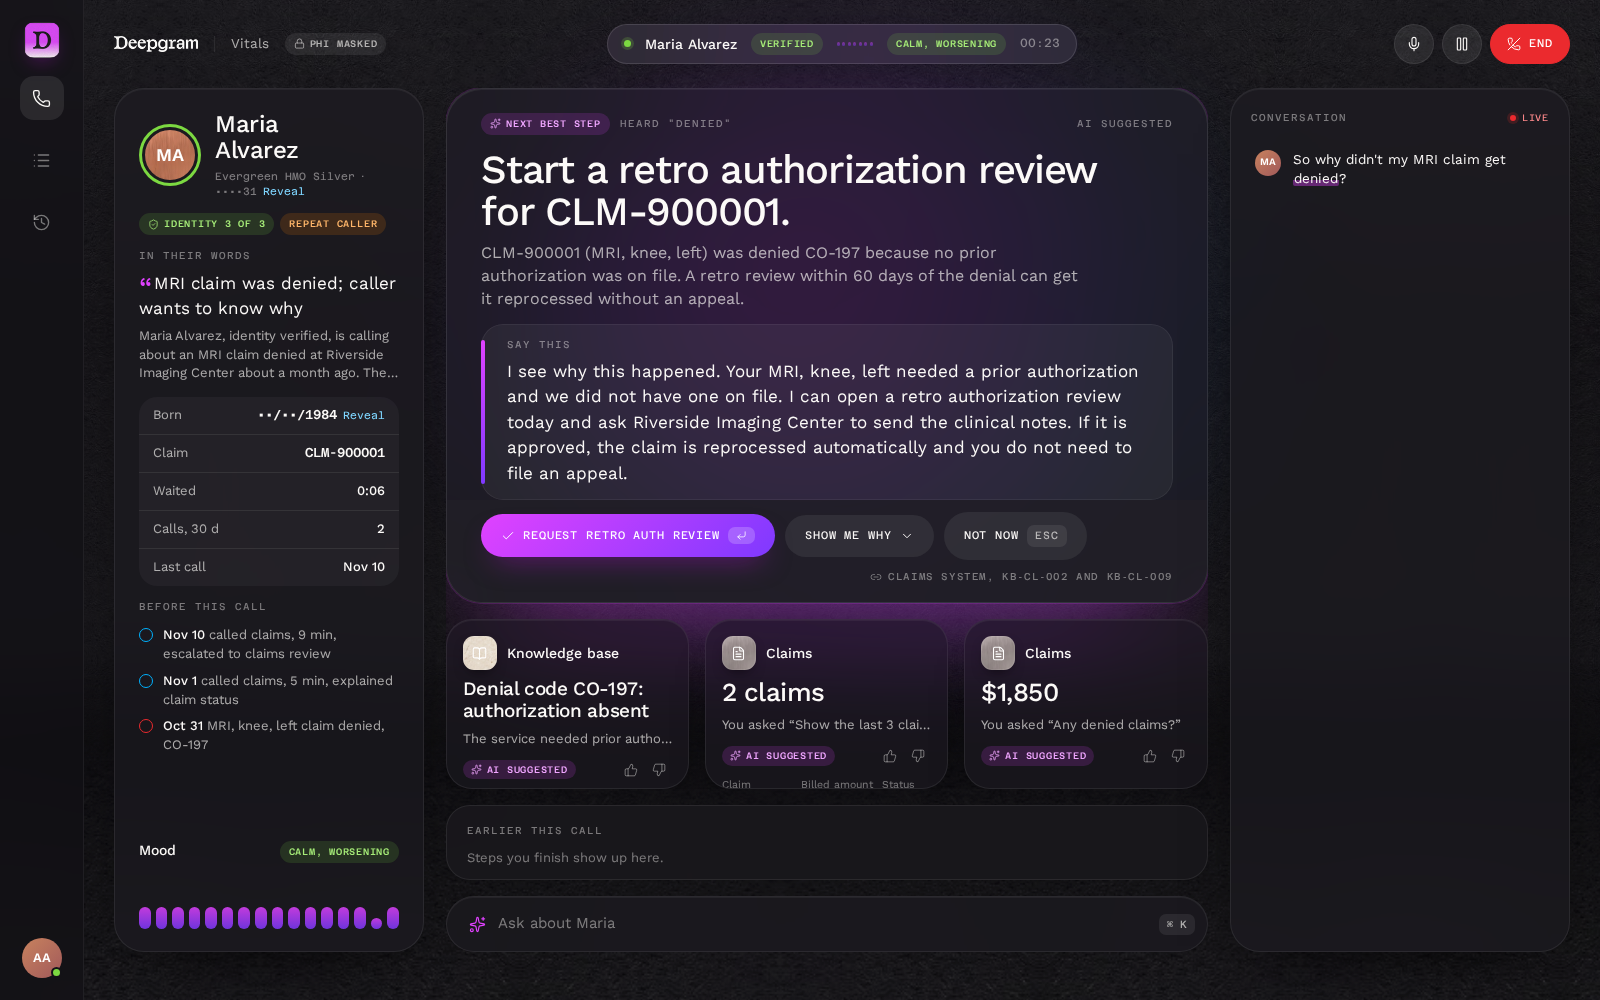 D
Deepgram
Vitals
PHI MASKED
Maria Alvarez
VERIFIED
CALM, WORSENING
00:23
END
MA
Maria
Alvarez
Evergreen HMO Silver ·
••••31 Reveal
IDENTITY 3 OF 3
REPEAT CALLER
IN THEIR WORDS
“MRI claim was denied; caller
wants to know why
Maria Alvarez, identity verified, is calling
about an MRI claim denied at Riverside
Imaging Center about a month ago. The...
Born ••/••/1984 Reveal
Claim CLM-900001
Waited 0:06
Calls, 30 d 2
Last call Nov 10
BEFORE THIS CALL
Nov 10 called claims, 9 min,
escalated to claims review
Nov 1 called claims, 5 min, explained
claim status
Oct 31 MRI, knee, left claim denied,
CO-197
Mood
CALM, WORSENING
AA
NEXT BEST STEP
HEARD "DENIED"
AI SUGGESTED
Start a retro authorization review
for CLM-900001.
CLM-900001 (MRI, knee, left) was denied CO-197 because no prior
authorization was on file. A retro review within 60 days of the denial can get
it reprocessed without an appeal.
SAY THIS
I see why this happened. Your MRI, knee, left needed a prior authorization
and we did not have one on file. I can open a retro authorization review
today and ask Riverside Imaging Center to send the clinical notes. If it is
approved, the claim is reprocessed automatically and you do not need to
file an appeal.
REQUEST RETRO AUTH REVIEW
SHOW ME WHY
NOT NOW ESC
CLAIMS SYSTEM, KB-CL-002 AND KB-CL-009
Knowledge base
Denial code CO-197:
authorization absent
The service needed prior autho...
AI SUGGESTED
Claims
2 claims
You asked “Show the last 3 clai...
AI SUGGESTED
Claim Billed amount Status
Claims
$1,850
You asked “Any denied claims?”
AI SUGGESTED
EARLIER THIS CALL
Steps you finish show up here.
Ask about Maria
⌘ K
CONVERSATION
LIVE
MA
So why didn't my MRI claim get
denied?